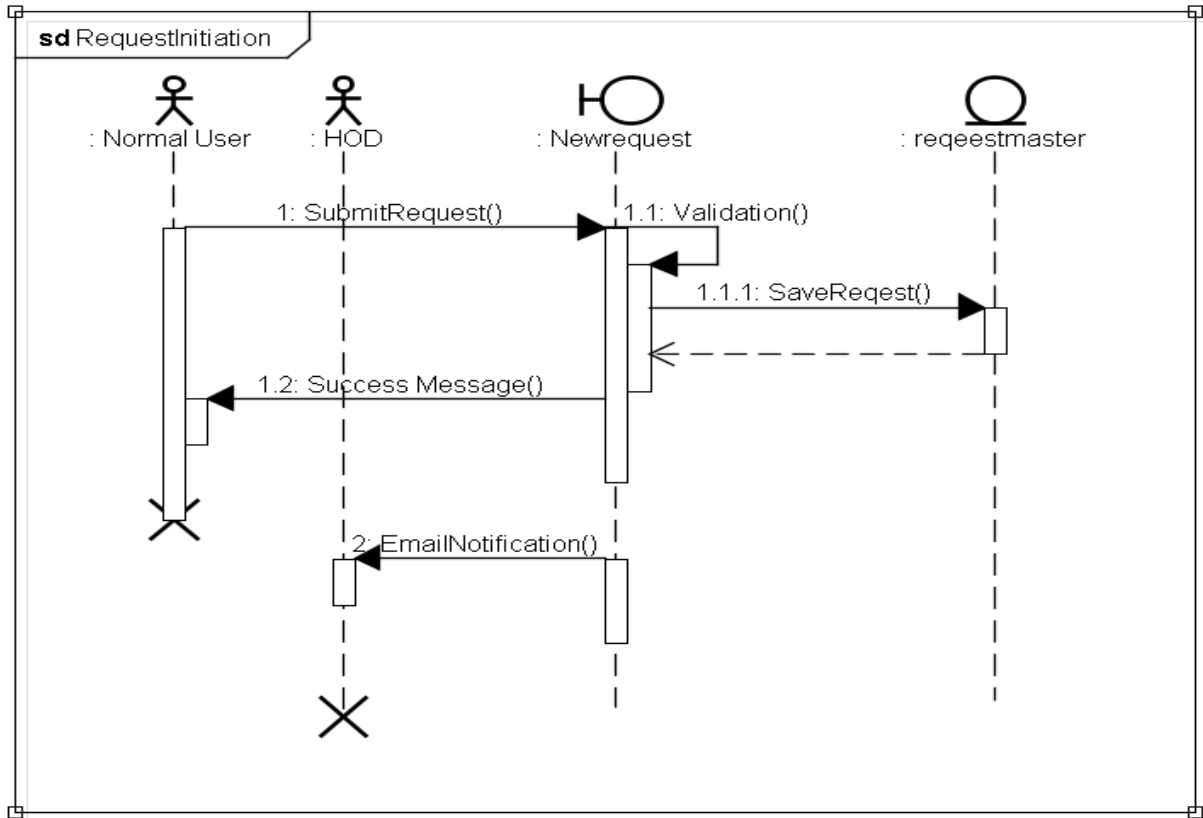 sd RequestInitiation
: Normal User
: HOD
: Newrequest
: reqeestmaster
1: SubmitRequest()
1.1: Validation()
1.1.1: SaveReqest()
1.2: Success Message()
2: EmailNotification()